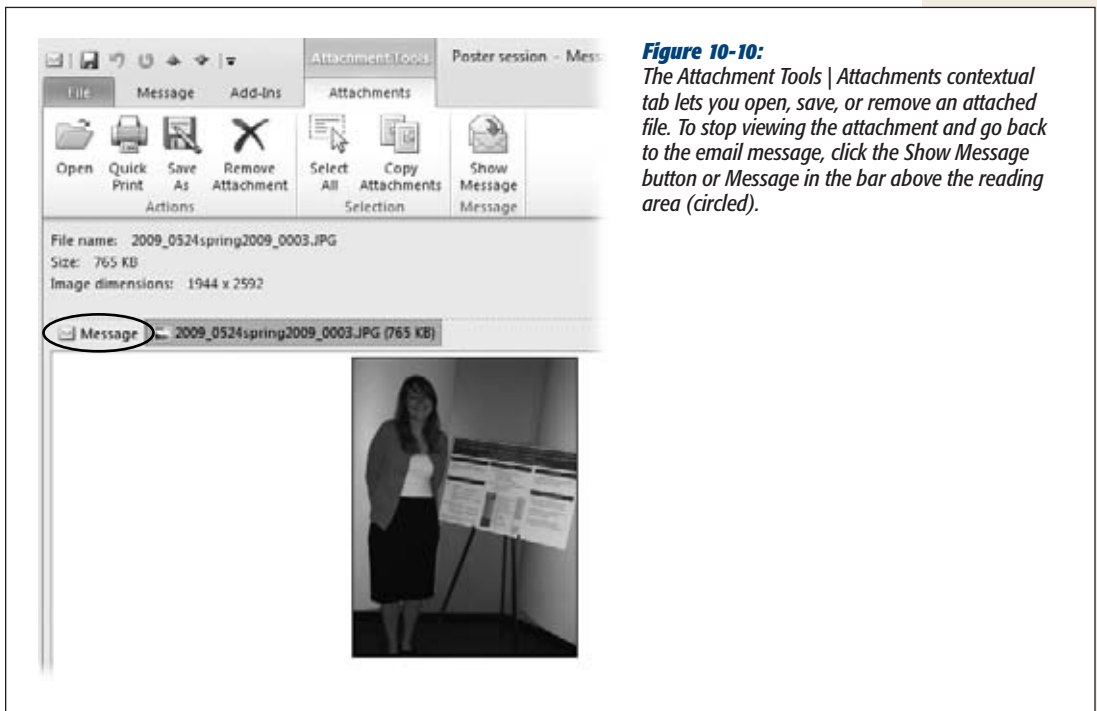 Attachment Tools Poster session - Mess
File Message Add-Ins Attachments
Open Quick Print Save As Remove Attachment Select All Copy Attachments Show Message
Actions Selection Message
File name: 2009_0524spring2009_0003.JPG
Size: 765 KB
Image dimensions: 1944 x 2592
Message 2009_0524spring2009_0003.JPG (765 KB)
Figure 10-10:
The Attachment Tools | Attachments contextual
tab lets you open, save, or remove an attached
file. To stop viewing the attachment and go back
to the email message, click the Show Message
button or Message in the bar above the reading
area (circled).